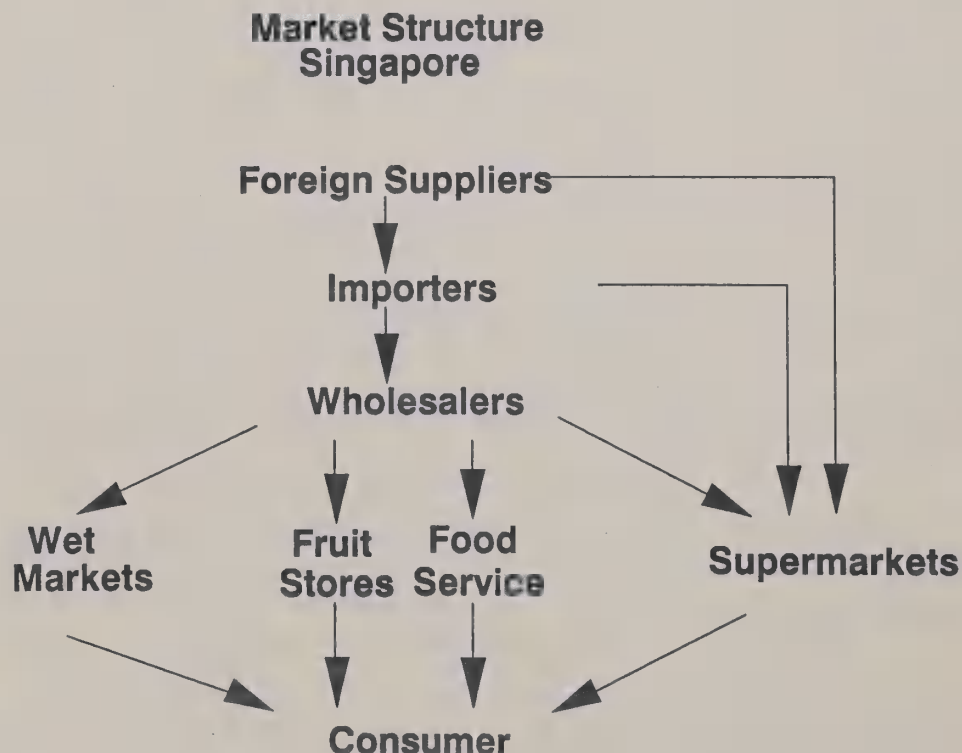 Market Structure
Singapore
Foreign Suppliers
Importers
Wholesalers
Wet
Markets
Fruit
Stores
Food
Service
Supermarkets
Consumer